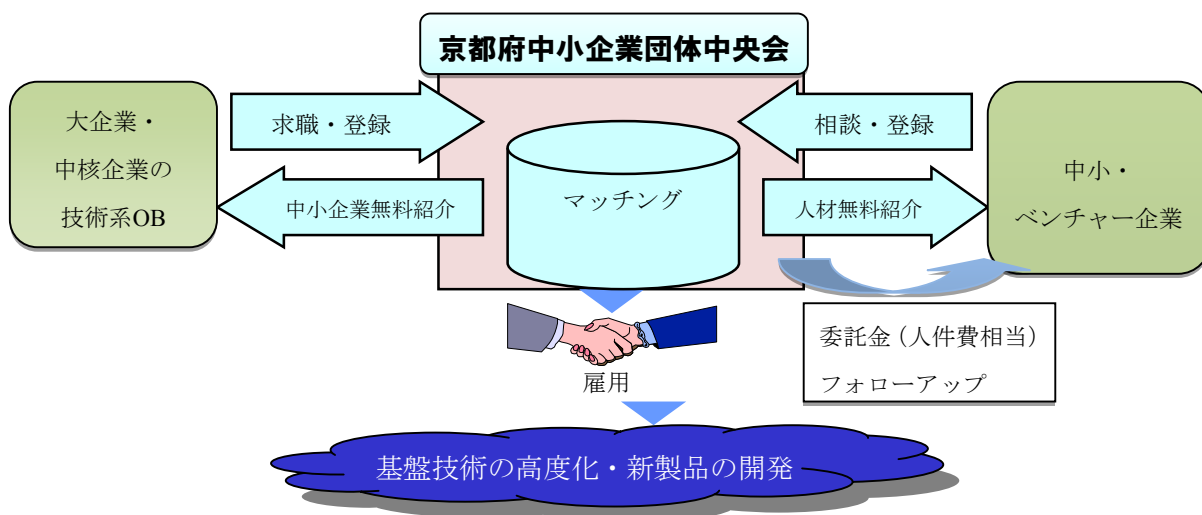 京都府中小企業団体中央会
大企業・
中核企業の
技術系OB
求職・登録
中小企業無料紹介
マッチング
相談・登録
人材無料紹介
中小・
ベンチャー企業
委託金（人件費相当）
フォローアップ
雇用
基盤技術の高度化・新製品の開発